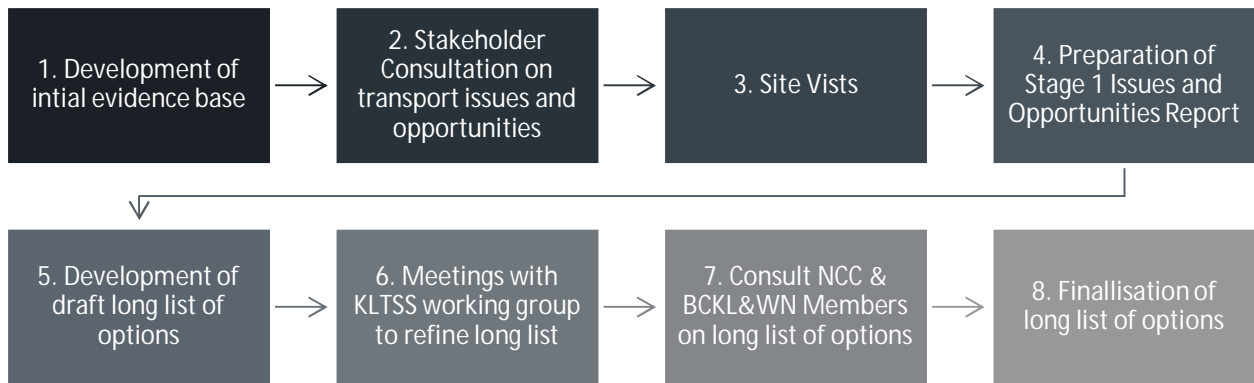 1. Development of
intial evidence base
2. Stakeholder
Consultation on
transport issues and
opportunities
3. Site Vists
4. Preparation of
Stage 1 Issues and
Opportunities Report
5. Development of
draft long list of
options
6. Meetings with
KLTSS working group
to refine long list
7. Consult NCC &
BCKL&WN Members
on long list of options
8. Finallisation of
long list of options